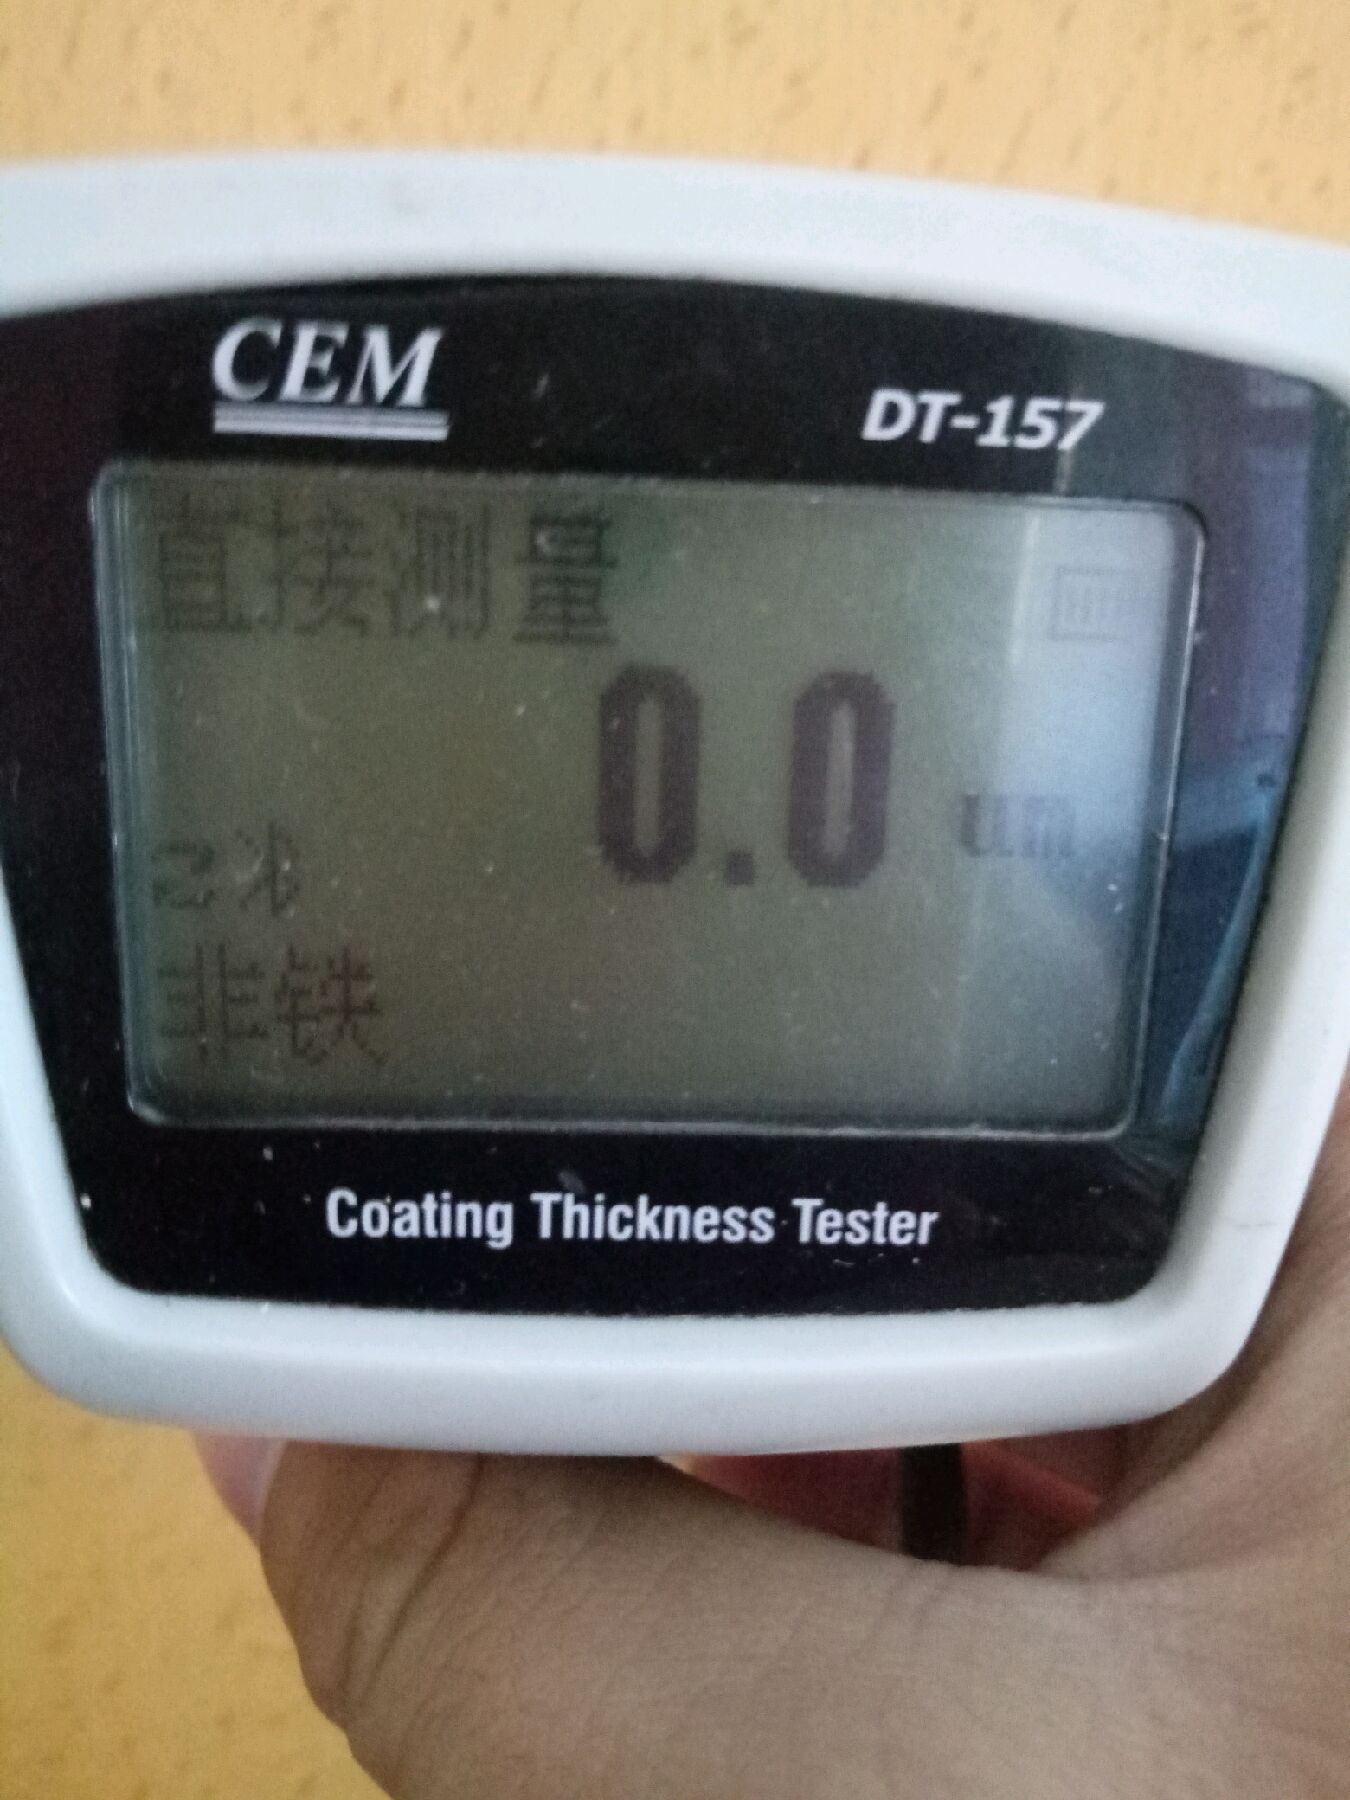 CEM
DT-157
直接测量
0.0 um
非铁
Coating Thickness Tester